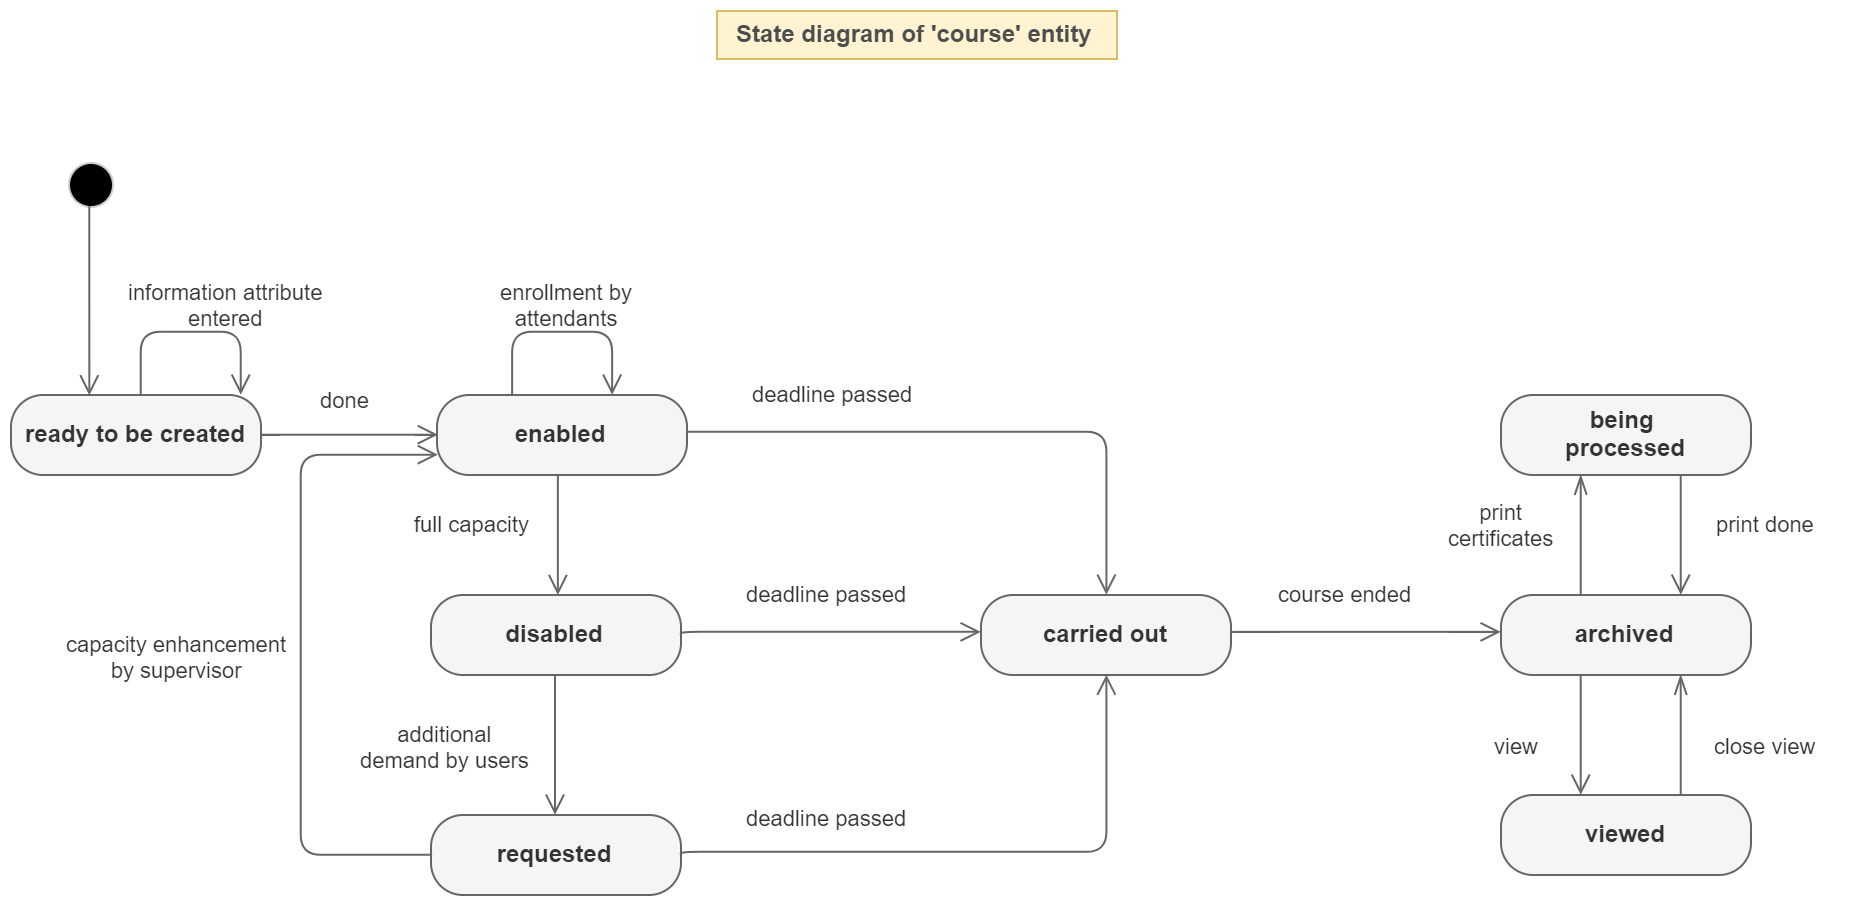 State diagram of 'course' entity
information attribute
entered
enrollment by
attendants
done
deadline passed
ready to be created
enabled
being
processed
full capacity
print
certificates
print done
deadline passed
course ended
disabled
carried out
archived
capacity enhancement
by supervisor
additional
demand by users
view
close view
deadline passed
requested
viewed